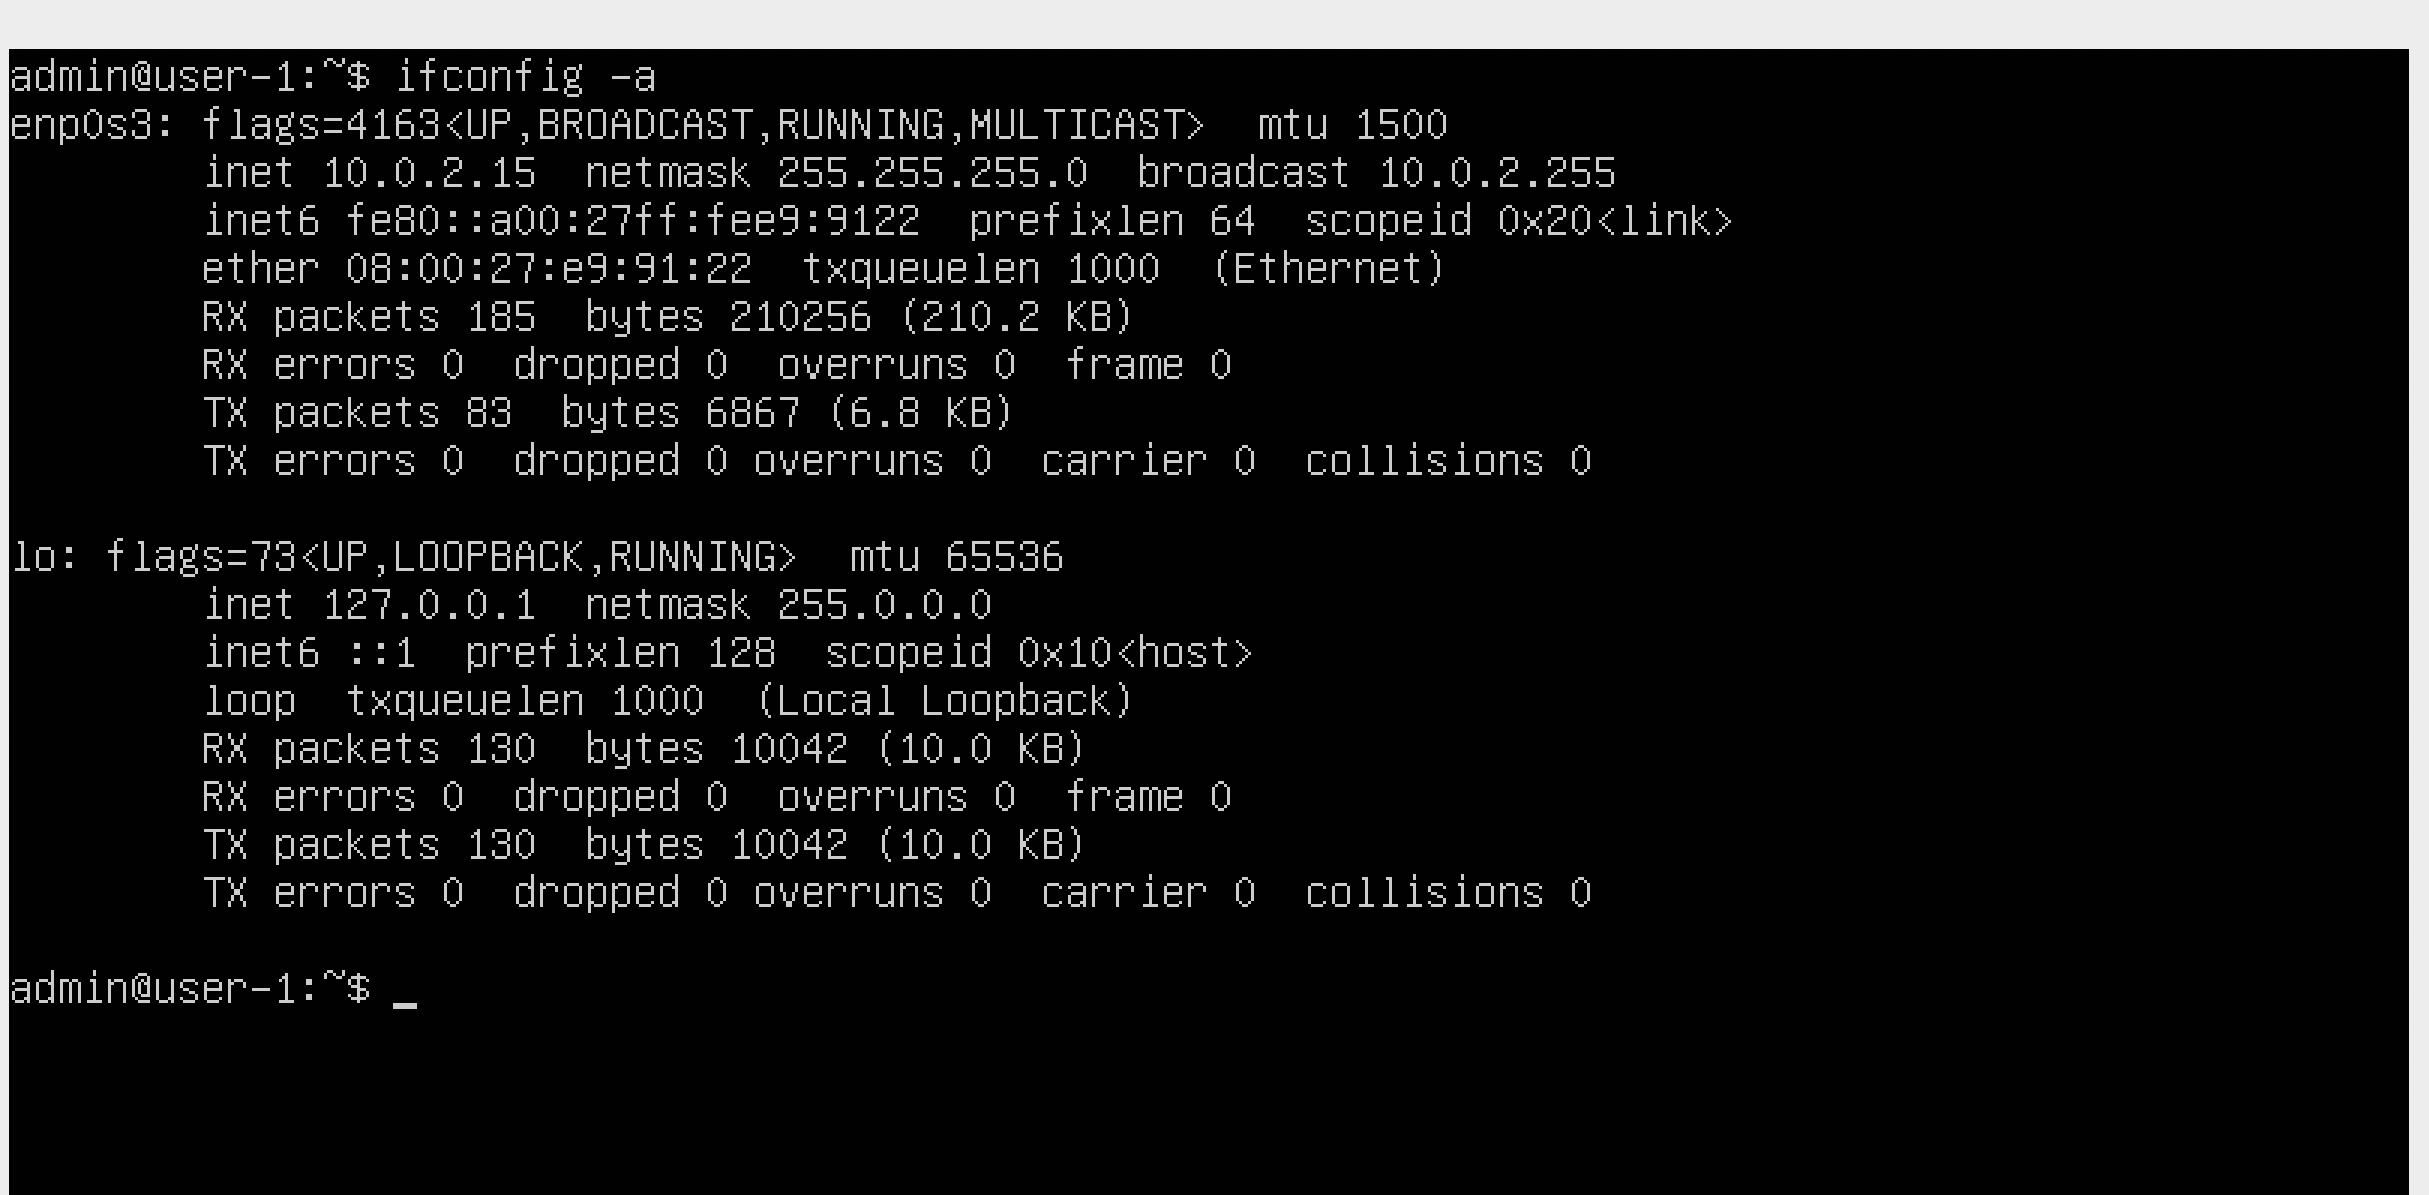 admin@user-1:~$ ifconfig -a
enp0s3: flags=4163<UP,BROADCAST,RUNNING,MULTICAST>  mtu 1500
        inet 10.0.2.15  netmask 255.255.255.0  broadcast 10.0.2.255
        inet6 fe80::a00:27ff:fee9:9122  prefixlen 64  scopeid 0x20<link>
        ether 08:00:27:e9:91:22  txqueuelen 1000  (Ethernet)
        RX packets 185  bytes 210256 (210.2 KB)
        RX errors 0  dropped 0  overruns 0  frame 0
        TX packets 83  bytes 6867 (6.8 KB)
        TX errors 0  dropped 0 overruns 0  carrier 0  collisions 0

lo: flags=73<UP,LOOPBACK,RUNNING>  mtu 65536
        inet 127.0.0.1  netmask 255.0.0.0
        inet6 ::1  prefixlen 128  scopeid 0x10<host>
        loop  txqueuelen 1000  (Local Loopback)
        RX packets 130  bytes 10042 (10.0 KB)
        RX errors 0  dropped 0  overruns 0  frame 0
        TX packets 130  bytes 10042 (10.0 KB)
        TX errors 0  dropped 0 overruns 0  carrier 0  collisions 0

admin@user-1:~$ _